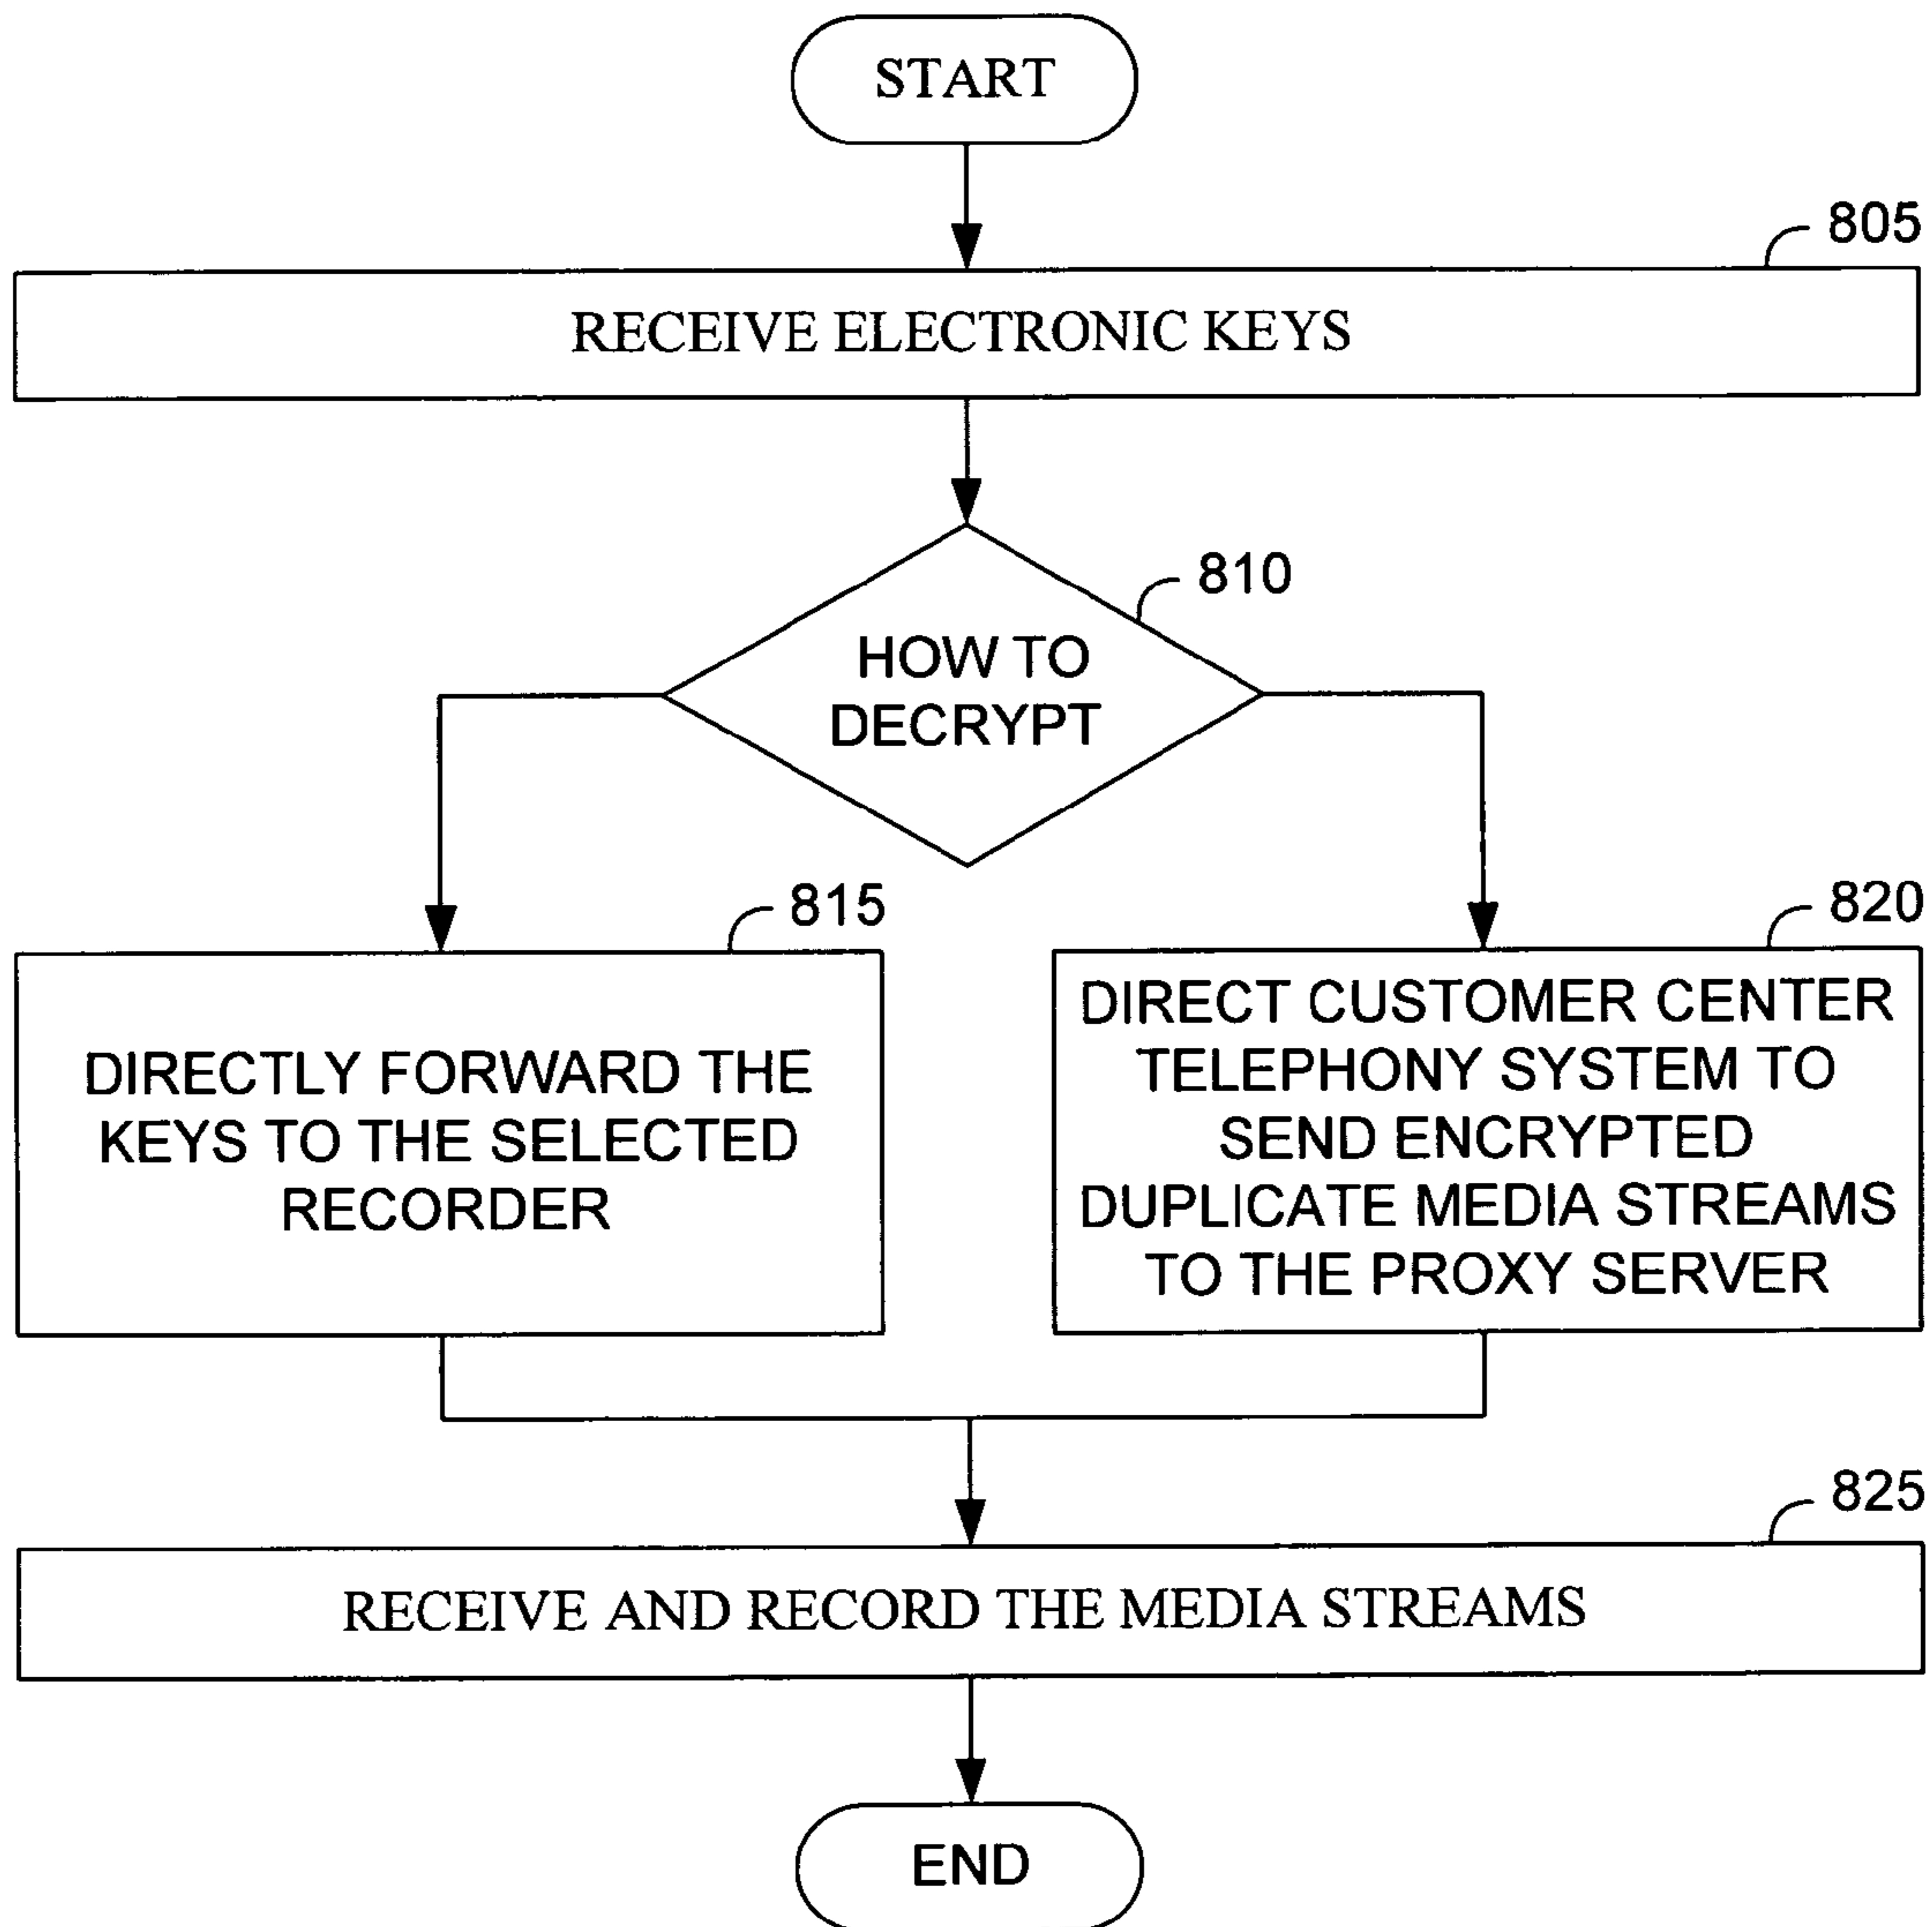 START
805
RECEIVE ELECTRONIC KEYS
810
HOW TO
DECRYPT
815
DIRECTLY FORWARD THE
KEYS TO THE SELECTED
RECORDER
820
DIRECT CUSTOMER CENTER
TELEPHONY SYSTEM TO
SEND ENCRYPTED
DUPLICATE MEDIA STREAMS
TO THE PROXY SERVER
825
RECEIVE AND RECORD THE MEDIA STREAMS
END